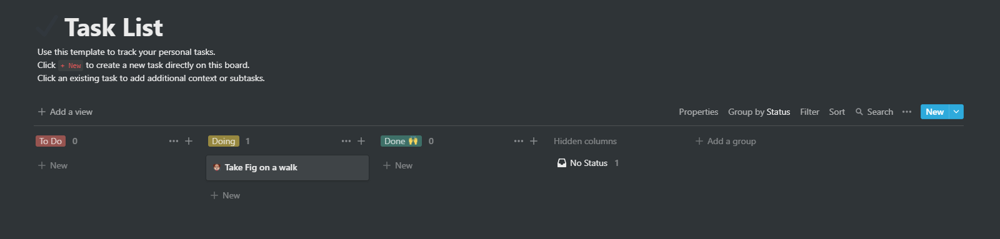 Task List
Use this template to track your personal tasks.
Click + New to create a new task directly on this board.
Click an existing task to add additional context or subtasks.
+ Add a view
Properties Group by Status Filter Sort Search ••• New
To Do 0 ••• +
Doing 1 ••• +
Done 🙌 0 ••• +
Hidden columns
+ Add a group
+ New
Take Fig on a walk
+ New
+ New
No Status 1